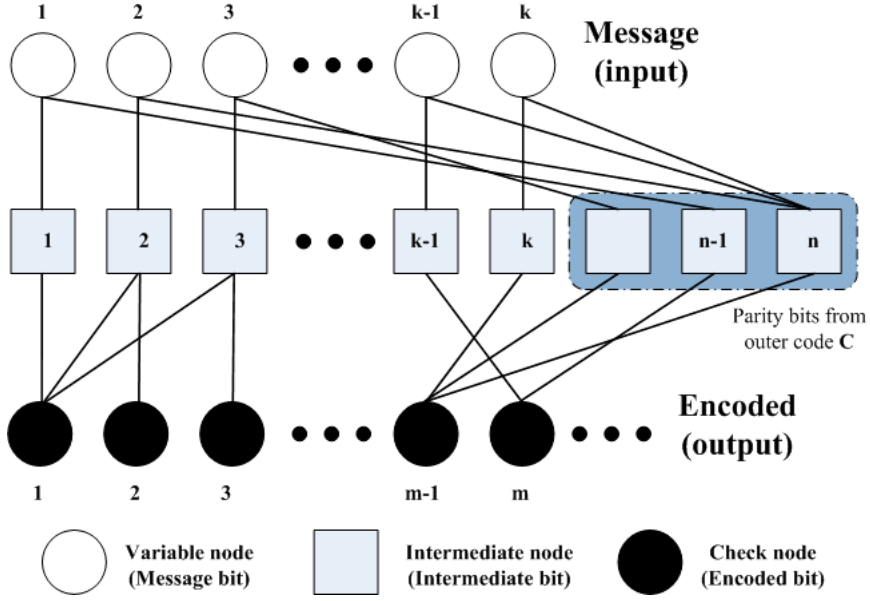 1 2 3 k-1 k
Message
(input)
1 2 3 k-1 k n-1 n
Parity bits from
outer code C
Encoded
(output)
1 2 3 m-1 m
Variable node
(Message bit)
Intermediate node
(Intermediate bit)
Check node
(Encoded bit)